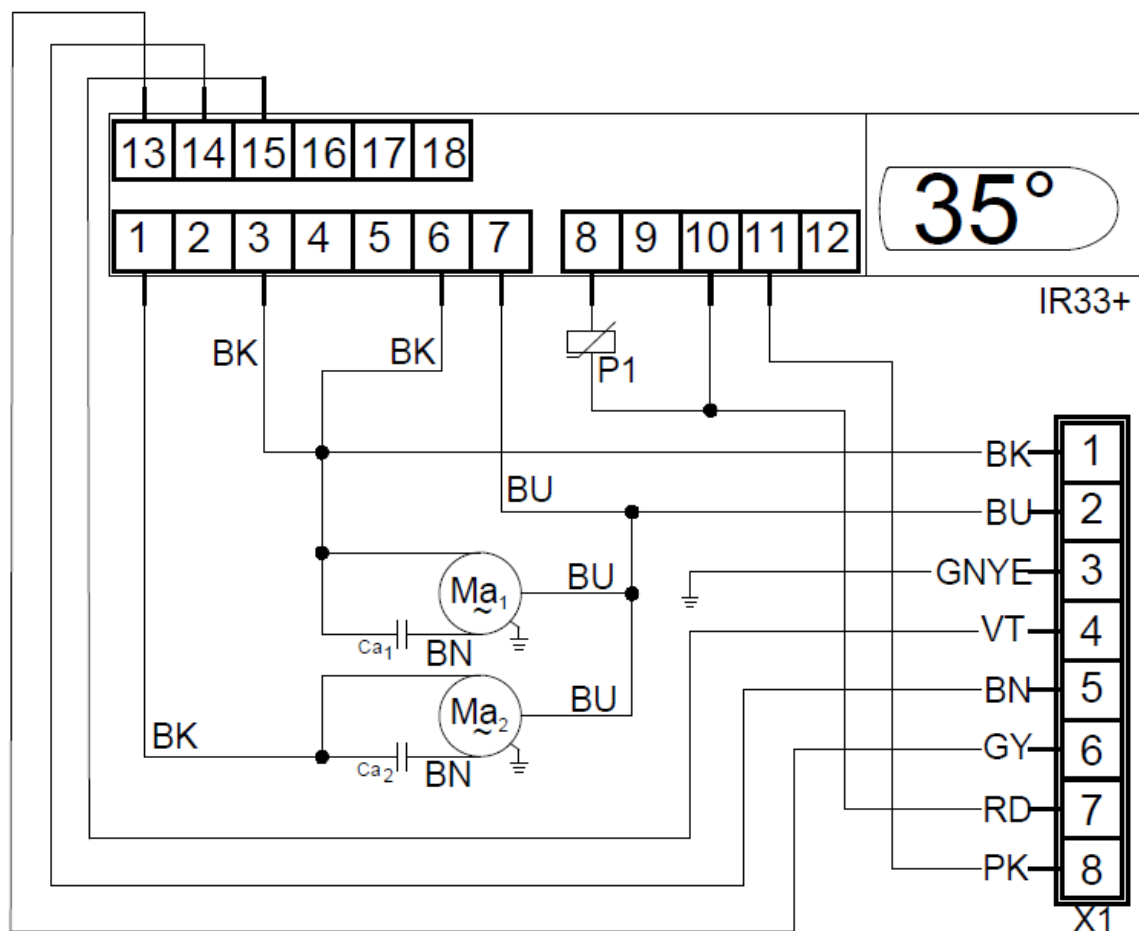 13 14 15 16 17 18
35°
1 2 3 4 5 6 7 8 9 10 11 12
IR33+
BK BK
P1
BK 1
BU
BU 2
GNYE 3
Ma₁ BU
~
VT 4
Ca₁ BN
BN 5
Ma₂ BU
~
BK
GY 6
Ca₂ BN
RD 7
PK 8
X1